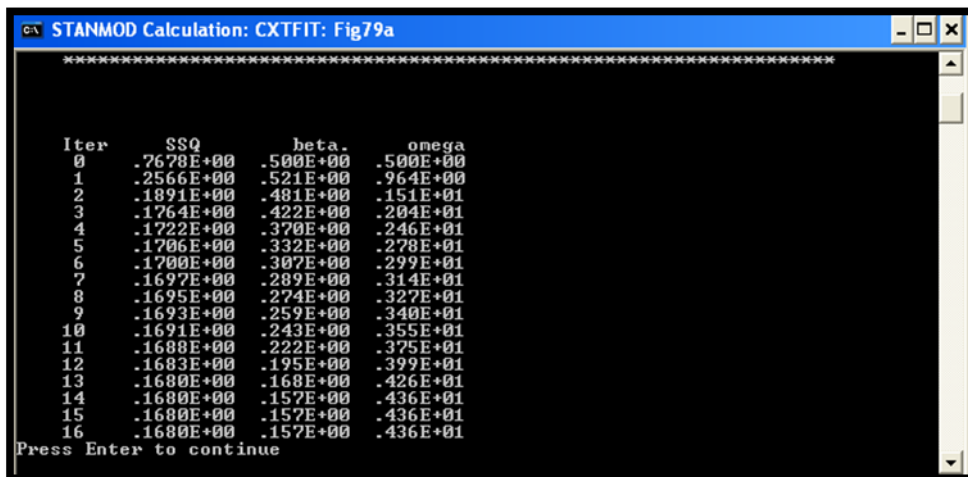 STANMOD Calculation: CXTFIT: Fig79a
******************************************************************
Iter SSQ beta. omega
0 .7678E+00 .500E+00 .500E+00
1 .2566E+00 .521E+00 .964E+00
2 .1891E+00 .481E+00 .151E+01
3 .1764E+00 .422E+00 .204E+01
4 .1722E+00 .370E+00 .246E+01
5 .1706E+00 .332E+00 .278E+01
6 .1700E+00 .307E+00 .299E+01
7 .1697E+00 .289E+00 .314E+01
8 .1695E+00 .274E+00 .327E+01
9 .1693E+00 .259E+00 .340E+01
10 .1691E+00 .243E+00 .355E+01
11 .1688E+00 .222E+00 .375E+01
12 .1683E+00 .195E+00 .399E+01
13 .1680E+00 .168E+00 .426E+01
14 .1680E+00 .157E+00 .436E+01
15 .1680E+00 .157E+00 .436E+01
16 .1680E+00 .157E+00 .436E+01
Press Enter to continue